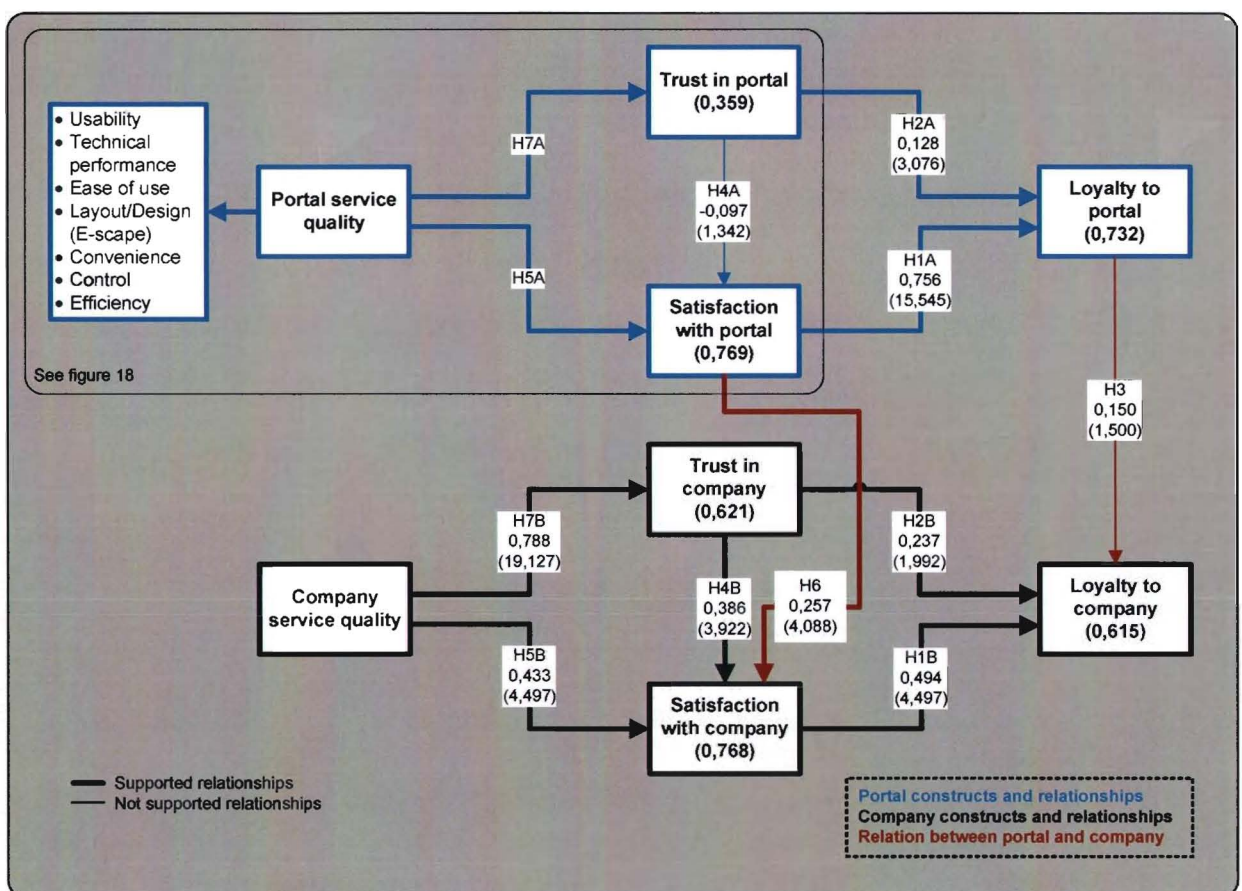 • Usability
• Technical
performance
• Ease of use
• Layout/Design
(E-scape)
• Convenience
• Control
• Efficiency
Portal service
quality
H7A
H5A
Trust in portal
(0,359)
H4A
-0,097
(1,342)
Satisfaction
with portal
(0,769)
H2A
0,128
(3,076)
H1A
0,756
(15,545)
Loyalty to
portal
(0,732)
See figure 18
H3
0,150
(1,500)
Company
service quality
H7B
0,788
(19,127)
H5B
0,433
(4,497)
Trust in
company
(0,621)
H4B
0,386
(3,922)
H6
0,257
(4,088)
Satisfaction
with company
(0,768)
H2B
0,237
(1,992)
H1B
0,494
(4,497)
Loyalty to
company
(0,615)
Supported relationships
Not supported relationships
Portal constructs and relationships
Company constructs and relationships
Relation between portal and company